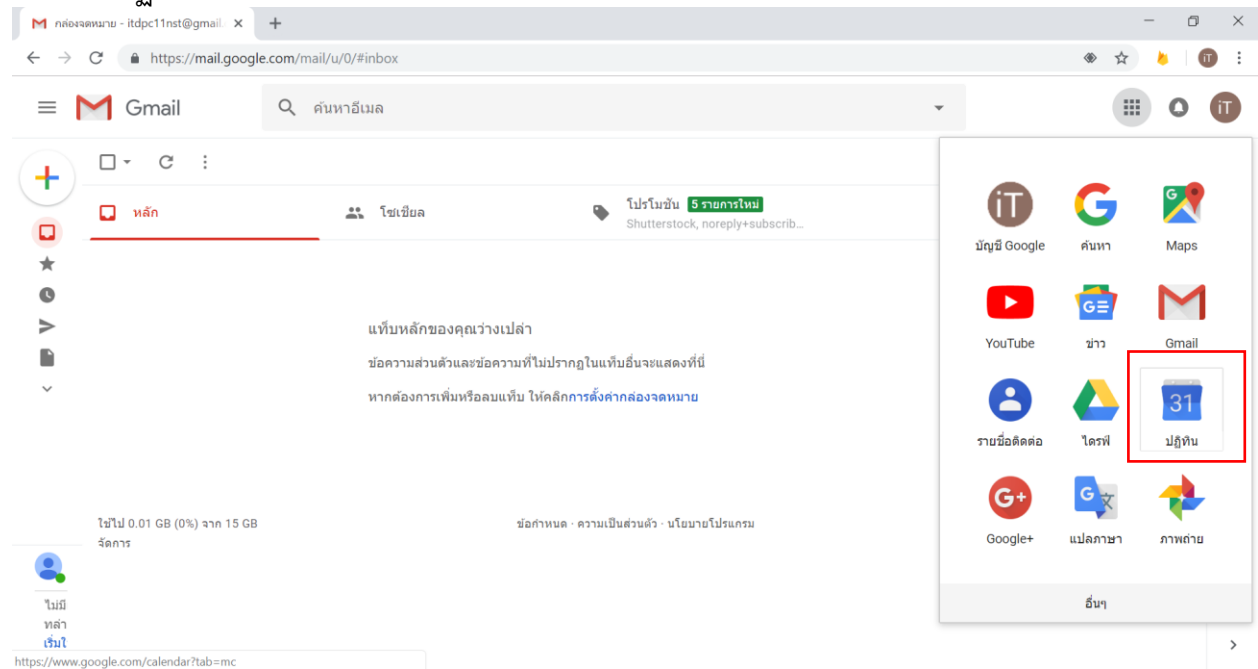 กล่องจดหมาย - itdpc11nst@gmail.
https://mail.google.com/mail/u/0/#inbox
iT
Gmail
ค้นหาอีเมล
iT
หลัก
โซเชียล
โปรโมชัน 5 รายการใหม่
Shutterstock, noreply+subscrib...
iT
G
G
บัญชี Google
ค้นหา
Maps
แท็บหลักของคุณว่างเปล่า
ข้อความส่วนตัวและข้อความที่ไม่ปรากฏในแท็บอื่นจะแสดงที่นี่
หากต้องการเพิ่มหรือลบแท็บ ให้คลิกการตั้งค่ากล่องจดหมาย
YouTube
ข่าว
Gmail
31
รายชื่อติดต่อ
ไดรฟ์
ปฏิทิน
G+
G
Google+
แปลภาษา
ภาพถ่าย
ใช้ไป 0.01 GB (0%) จาก 15 GB
จัดการ
ข้อกำหนด · ความเป็นส่วนตัว · นโยบายโปรแกรม
อื่นๆ
ไม่มี
ทล่า
เริ่มใ
https://www.google.com/calendar?tab=mc